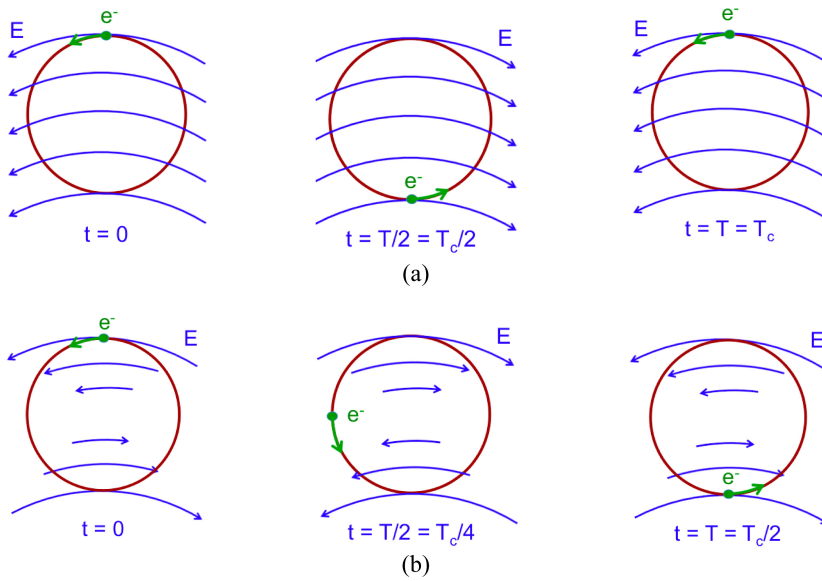 e-
E
t = 0
E
e-
t = T/2 = Tc/2
e-
E
t = T = Tc
(a)
e-
E
t = 0
E
e-
t = T/2 = Tc/4
E
e-
t = T = Tc/2
(b)